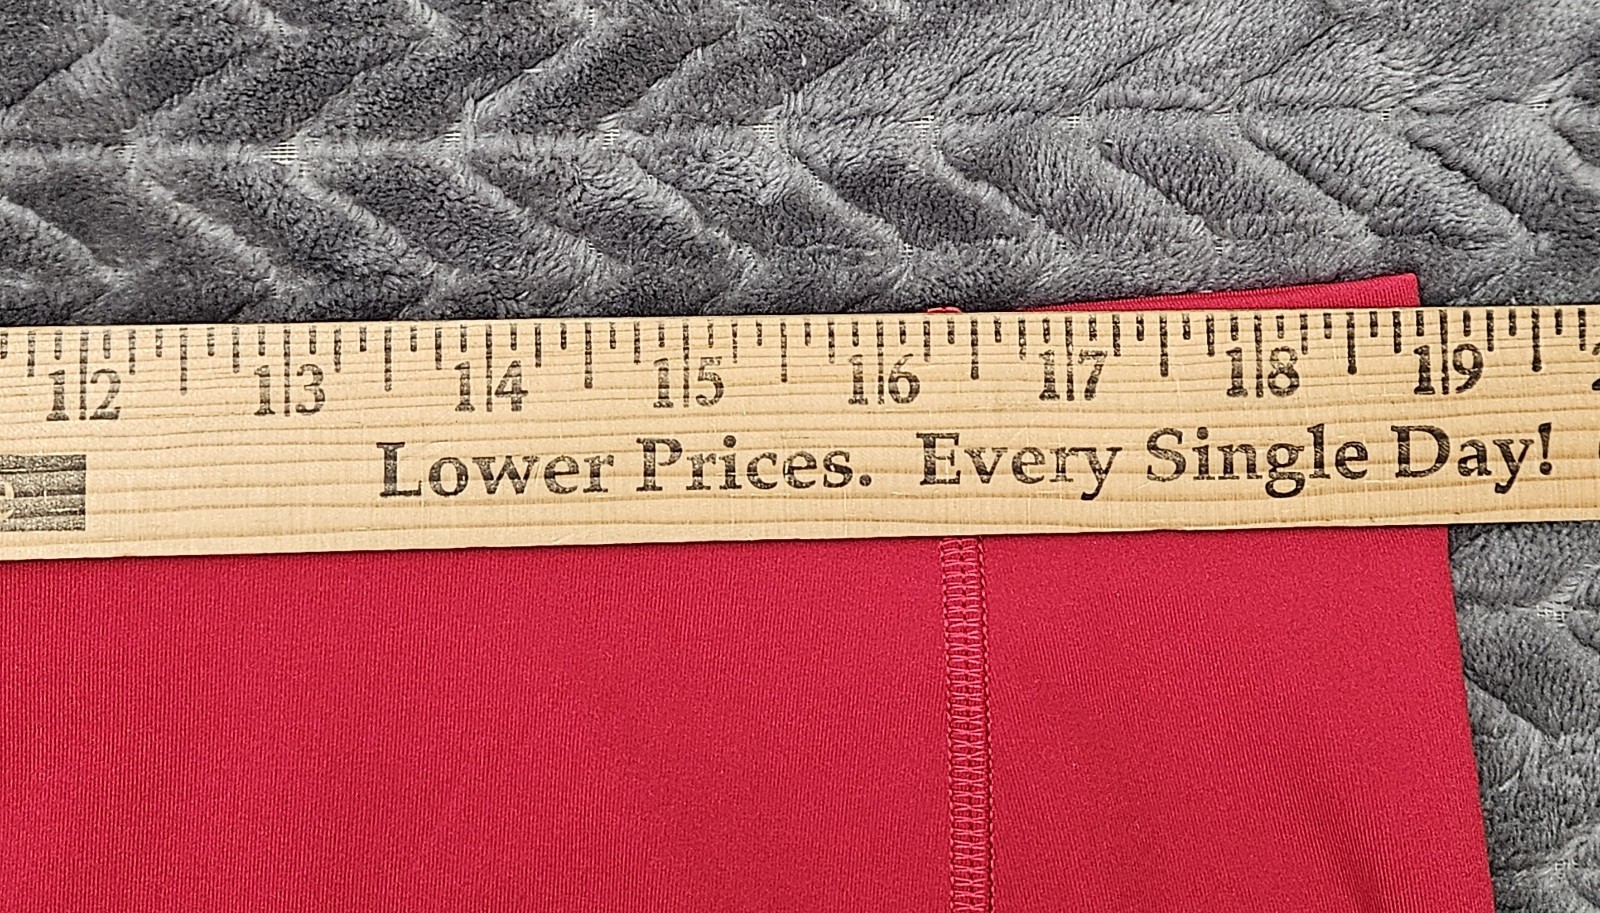 12 13 14 15 16 17 18 19
Lower Prices. Every Single Day!